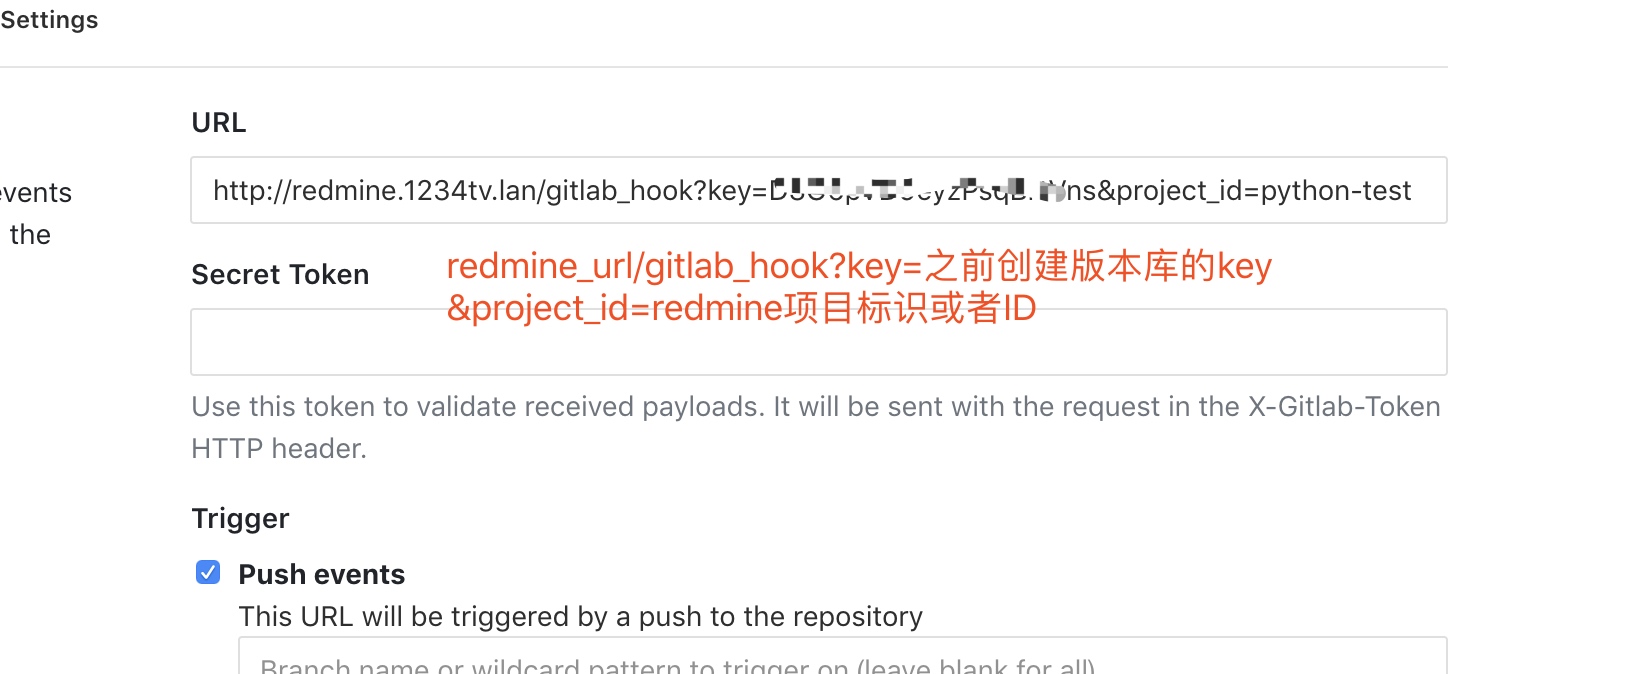 Settings
URL
events
the
http://redmine.1234tv.lan/gitlab_hook?key= ns&project_id=python-test
Secret Token
redmine_url/gitlab_hook?key=之前创建版本库的key
&project_id=redmine项目标识或者ID
Use this token to validate received payloads. It will be sent with the request in the X-Gitlab-Token
HTTP header.
Trigger
Push events
This URL will be triggered by a push to the repository
Branch name or wildcard pattern to trigger on (leave blank for all)